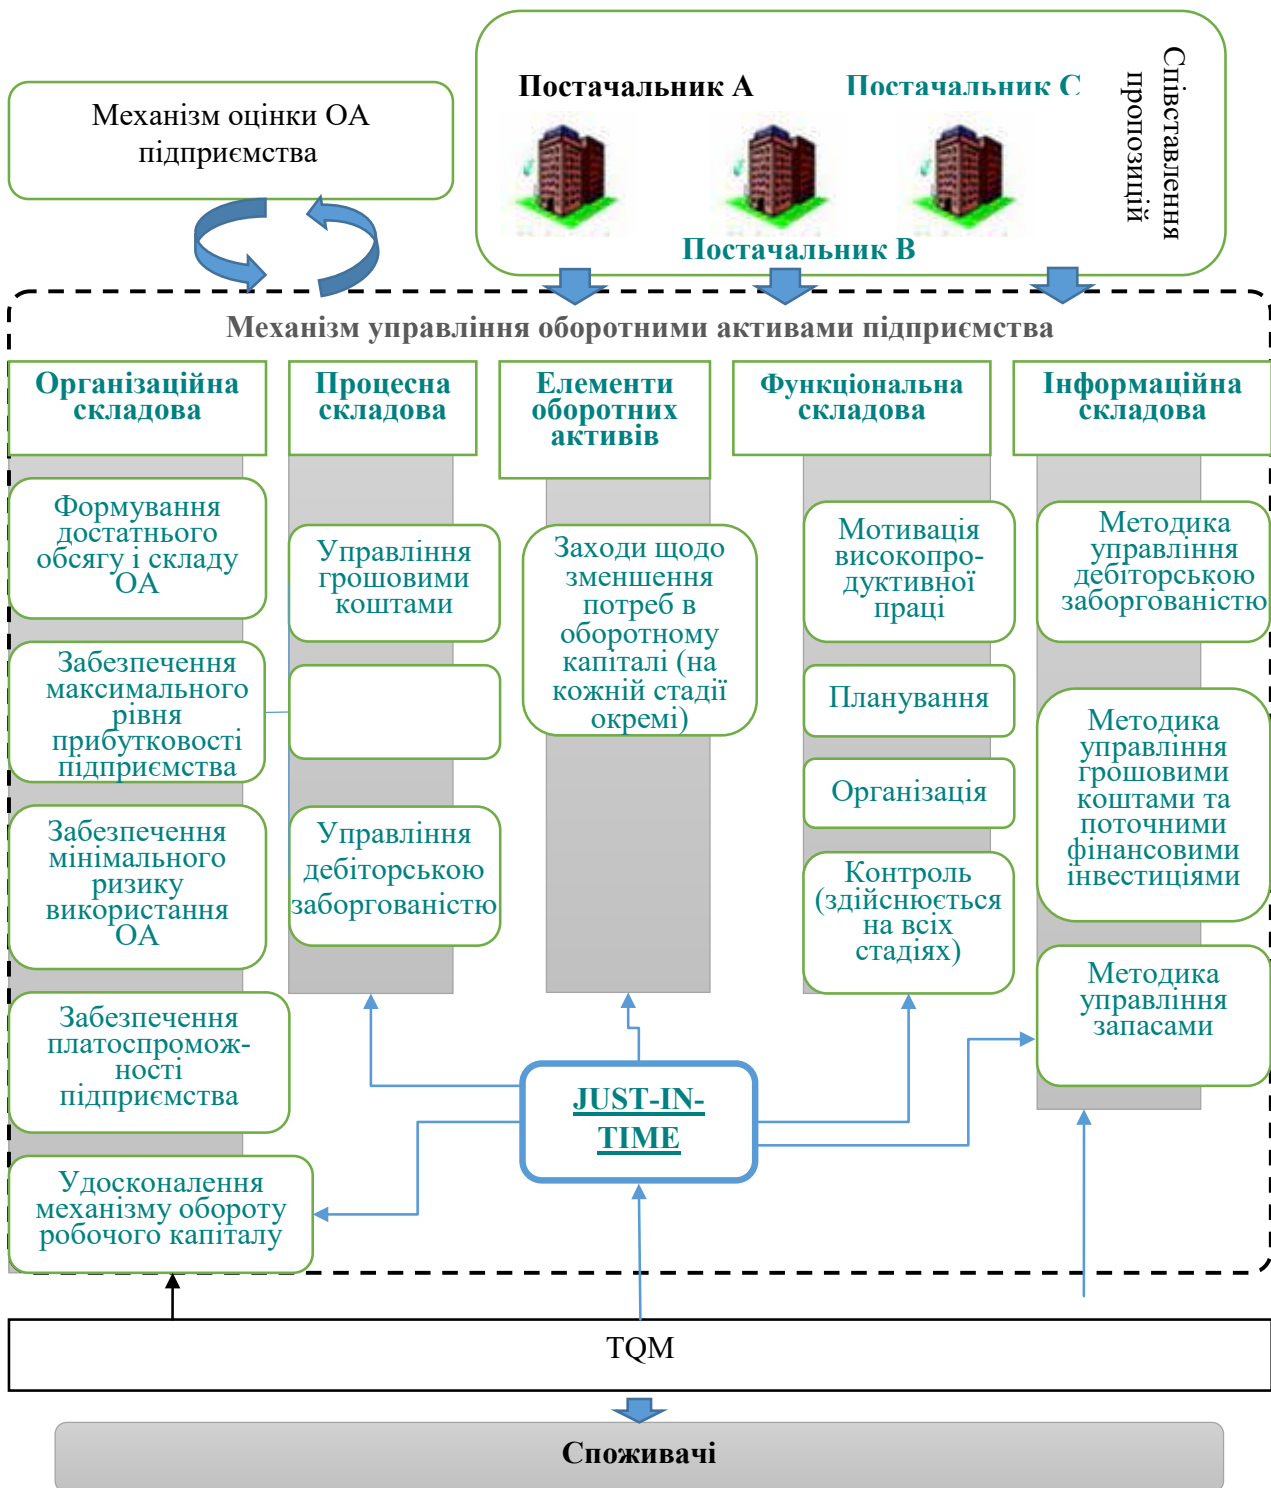 Механізм оцінки ОА
підприємства
Постачальник А
Постачальник С
Постачальник В
Співставлення
пропозицій
Механізм управління оборотними активами підприємства
Організаційна
складова
Формування
достатнього
обсягу і складу
ОА
Забезпечення
максимального
рівня
прибутковості
підприємства
Забезпечення
мінімального
ризику
використання
ОА
Забезпечення
платоспромож-
ності
підприємства
Удосконалення
механізму обороту
робочого капіталу
Процесна
складова
Управління
грошовими
коштами
Управління
дебіторською
заборгованістю
Елементи
оборотних
активів
Заходи щодо
зменшення
потреб в
оборотному
капіталі (на
кожній стадії
окремі)
Функціональна
складова
Мотивація
високопро-
дуктивної
праці
Планування
Організація
Контроль
(здійснюється
на всіх
стадіях)
Інформаційна
складова
Методика
управління
дебіторською
заборгованістю
Методика
управління
грошовими
коштами та
поточними
фінансовими
інвестиціями
Методика
управління
запасами
JUST-IN-
TIME
TQM
Споживачі